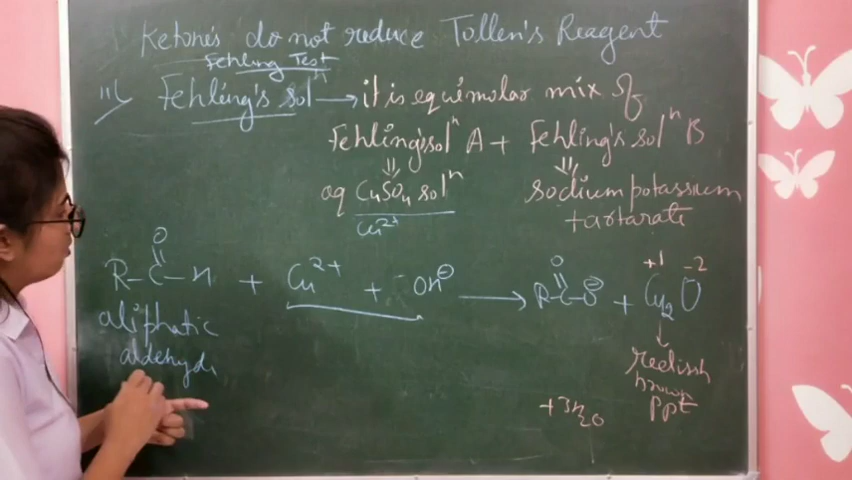 Ketones do not reduce Tollen's Reagent
Fehling Test
ii) Fehling's solⁿ → it is equimolar mix of
Fehling's solⁿ A + Fehling's solⁿ B
aq CuSO₄ solⁿ
sodium potassium
tartarate
Cu²⁺
O
R-C-H + Cu²⁺ + OH⊖ → R-C-O⊖ + Cu₂O
O
+1 -2
aliphatic
aldehyde
reddish
brown
ppt
+3H₂O